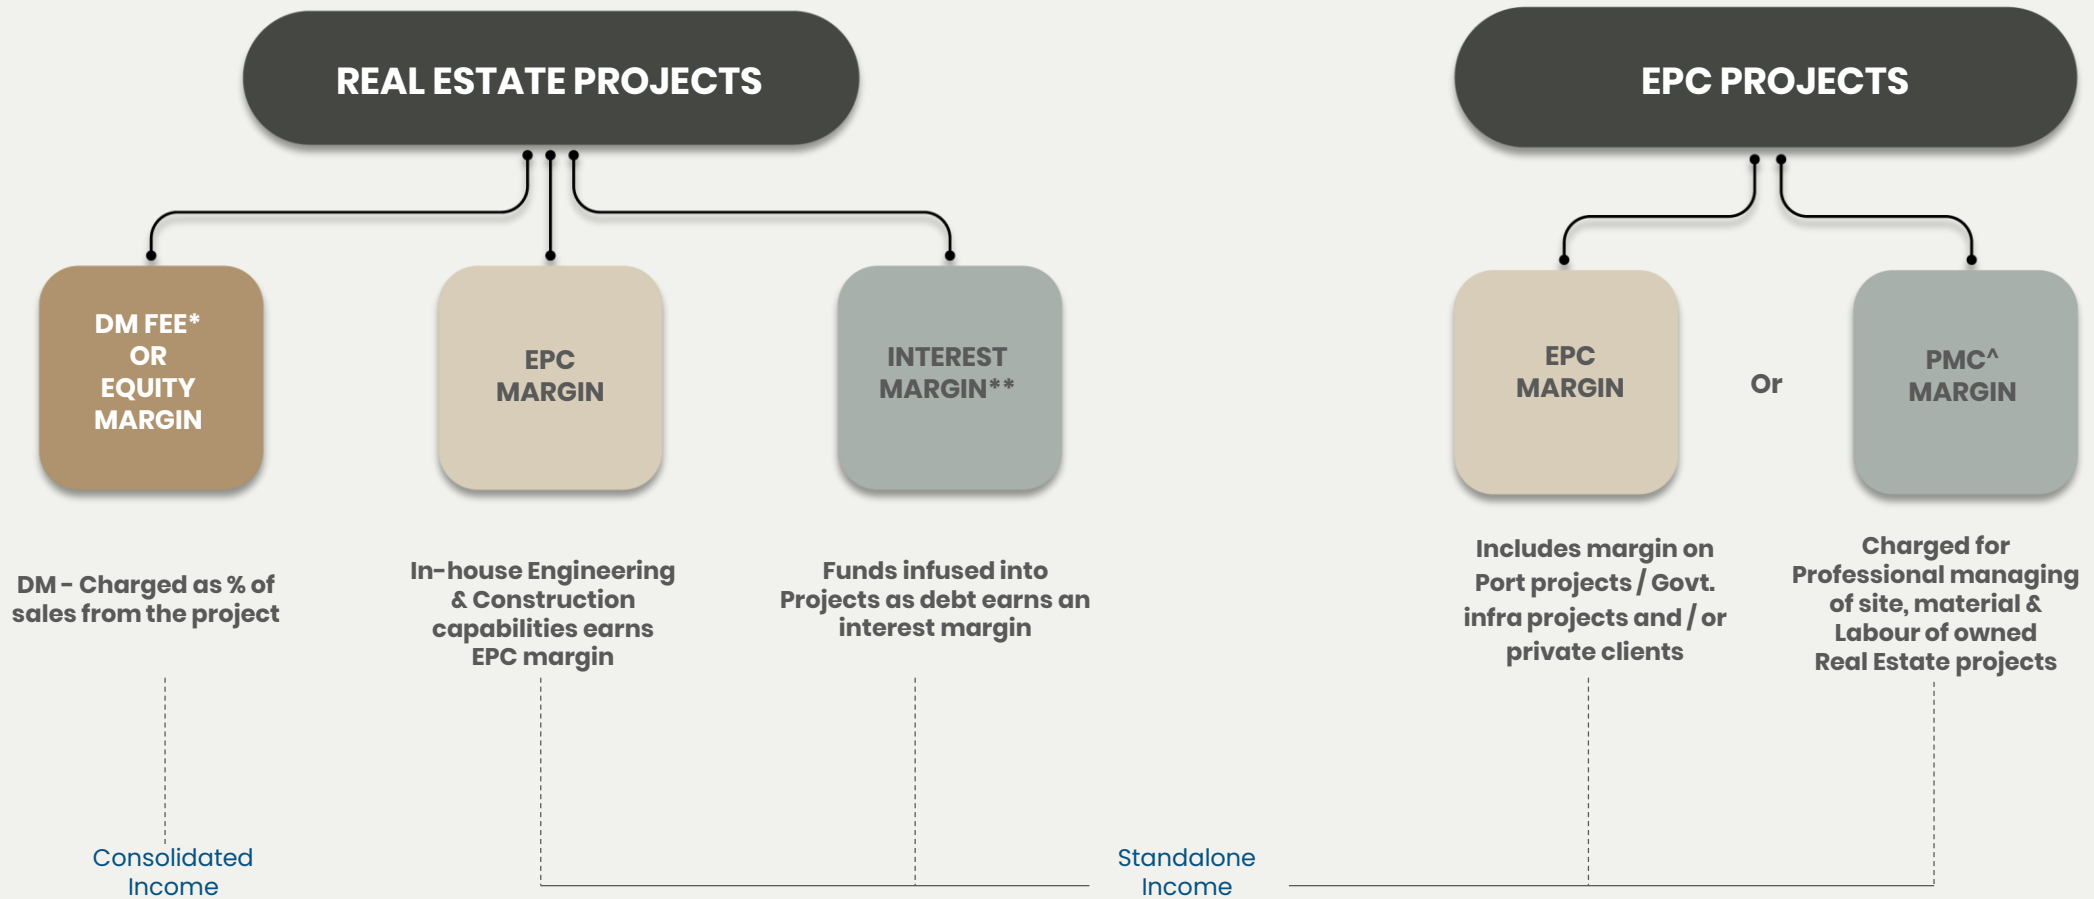 REAL ESTATE PROJECTS
EPC PROJECTS
DM FEE*
OR
EQUITY
MARGIN
EPC
MARGIN
INTEREST
MARGIN**
EPC
MARGIN
Or
PMC^
MARGIN
DM – Charged as % of
sales from the project
In-house Engineering
& Construction
capabilities earns
EPC margin
Funds infused into
Projects as debt earns an
interest margin
Includes margin on
Port projects / Govt.
infra projects and / or
private clients
Charged for
Professional managing
of site, material &
Labour of owned
Real Estate projects
Consolidated
Income
Standalone
Income